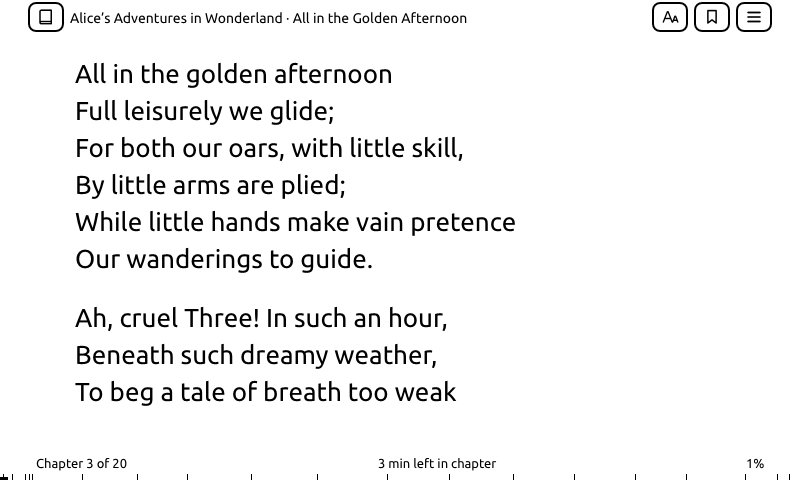 Alice’s Adventures in Wonderland · All in the Golden Afternoon
AA
All in the golden afternoon
Full leisurely we glide;
For both our oars, with little skill,
By little arms are plied;
While little hands make vain pretence
Our wanderings to guide.
Ah, cruel Three! In such an hour,
Beneath such dreamy weather,
To beg a tale of breath too weak
Chapter 3 of 20
3 min left in chapter
1%